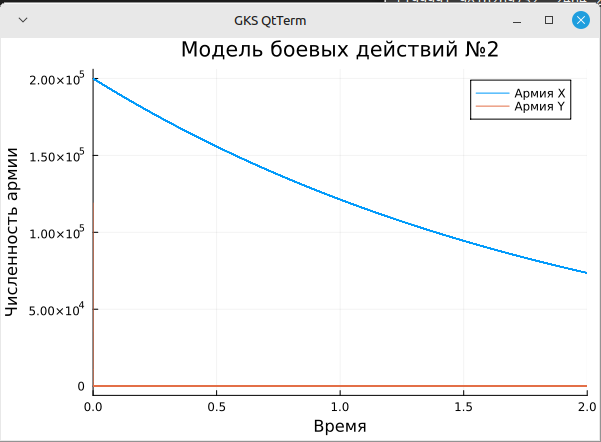 GKS QtTerm
Модель боевых действий №2
Армия X
Армия Y
Численность армии
2.00×10⁵
1.50×10⁵
1.00×10⁵
5.00×10⁴
0
0.0 0.5 1.0 1.5 2.0
Время